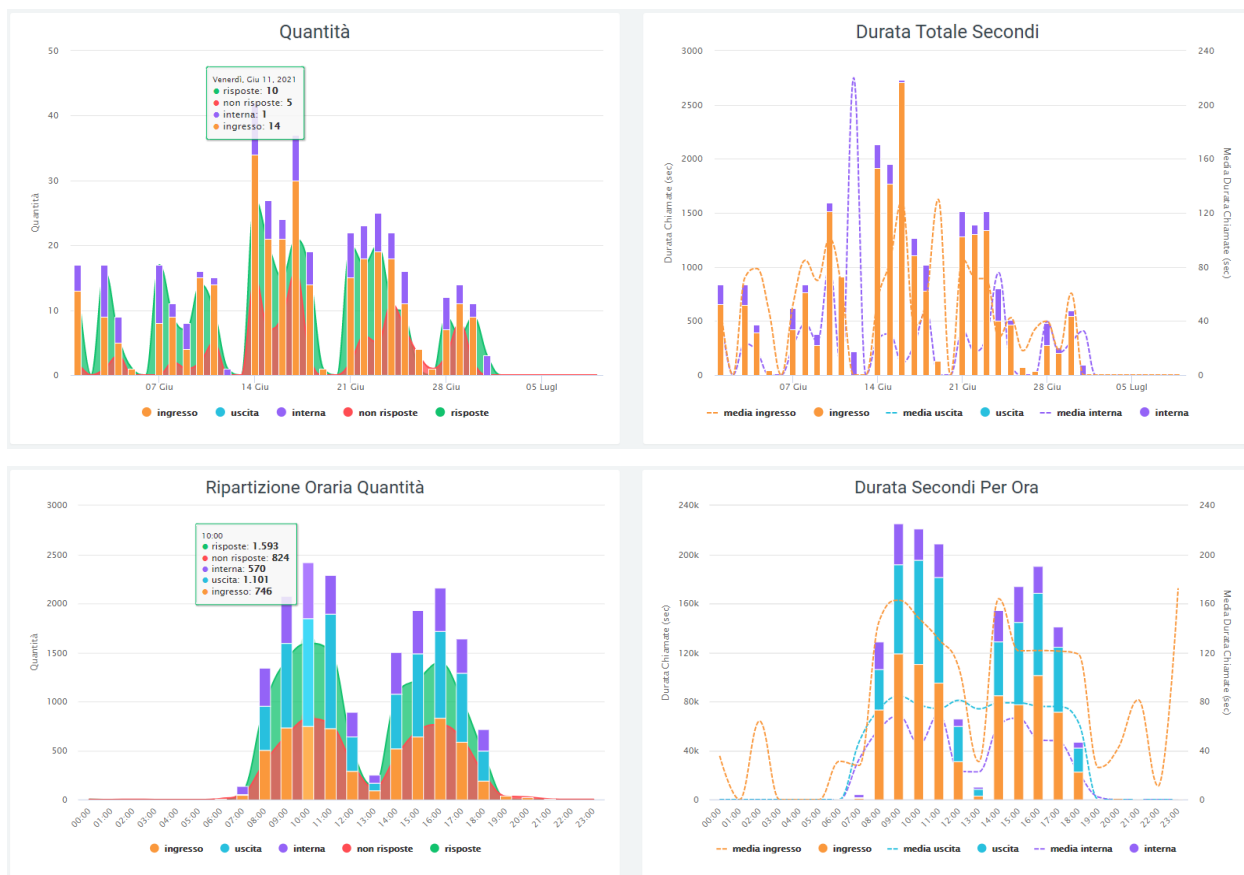 Quantità
50
40
30
20
10
0
Quantità
Venerdì, Giu 11, 2021
● risposte: 10
● non risposte: 5
● interna: 1
● ingresso: 14
07 Giu 14 Giu 21 Giu 28 Giu 05 Lugl
ingresso uscita interna non risposte risposte
Durata Totale Secondi
3000
2500
2000
1500
1000
500
0
Durata Chiamate (sec)
240
200
160
120
80
40
0
Media Durata Chiamate (sec)
07 Giu 14 Giu 21 Giu 28 Giu 05 Lugl
media ingresso ingresso media uscita uscita media interna interna
Ripartizione Oraria Quantità
3000
2500
2000
1500
1000
500
0
Quantità
10:00
● risposte: 1.593
● non risposte: 824
● interna: 570
● uscita: 1.101
● ingresso: 746
00:00 01:00 02:00 03:00 04:00 05:00 06:00 07:00 08:00 09:00 10:00 11:00 12:00 13:00 14:00 15:00 16:00 17:00 18:00 19:00 20:00 21:00 22:00 23:00
ingresso uscita interna non risposte risposte
Durata Secondi Per Ora
240k
200k
160k
120k
80k
40k
0
Durata Chiamate (sec)
240
200
160
120
80
40
0
Media Durata Chiamate (sec)
00:00 01:00 02:00 03:00 04:00 05:00 06:00 07:00 08:00 09:00 10:00 11:00 12:00 13:00 14:00 15:00 16:00 17:00 18:00 19:00 20:00 21:00 22:00 23:00
media ingresso ingresso media uscita uscita media interna interna